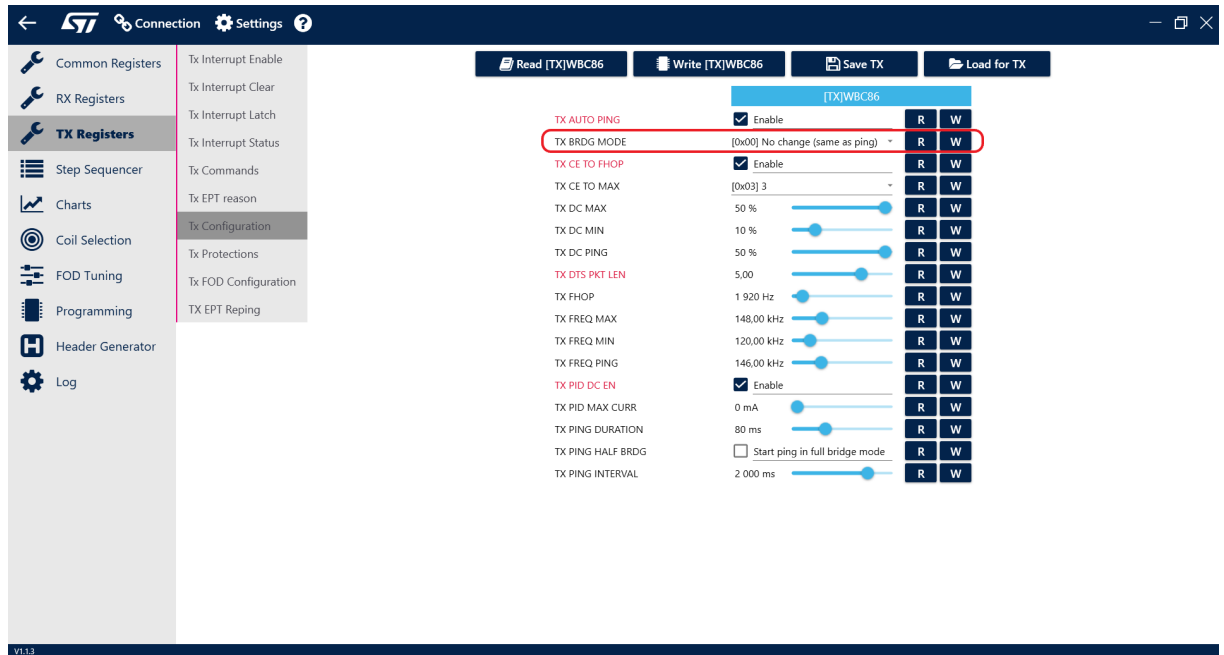 Connection Settings ?
Common Registers
RX Registers
TX Registers
Step Sequencer
Charts
Coil Selection
FOD Tuning
Programming
H Header Generator
Log
Tx Interrupt Enable
Tx Interrupt Clear
Tx Interrupt Latch
Tx Interrupt Status
Tx Commands
Tx EPT reason
Tx Configuration
Tx Protections
Tx FOD Configuration
TX EPT Reping
Read [TX]WBC86 Write [TX]WBC86 Save TX Load for TX
[TX]WBC86
TX AUTO PING Enable R W
TX BRDG MODE [0x00] No change (same as ping) R W
TX CE TO FHOP Enable R W
TX CE TO MAX [0x03] 3 R W
TX DC MAX 50 % R W
TX DC MIN 10 % R W
TX DC PING 50 % R W
TX DTS PKT LEN 5,00 R W
TX FHOP 1 920 Hz R W
TX FREQ MAX 148,00 kHz R W
TX FREQ MIN 120,00 kHz R W
TX FREQ PING 146,00 kHz R W
TX PID DC EN Enable R W
TX PID MAX CURR 0 mA R W
TX PING DURATION 80 ms R W
TX PING HALF BRDG Start ping in full bridge mode R W
TX PING INTERVAL 2 000 ms R W
V1.1.3